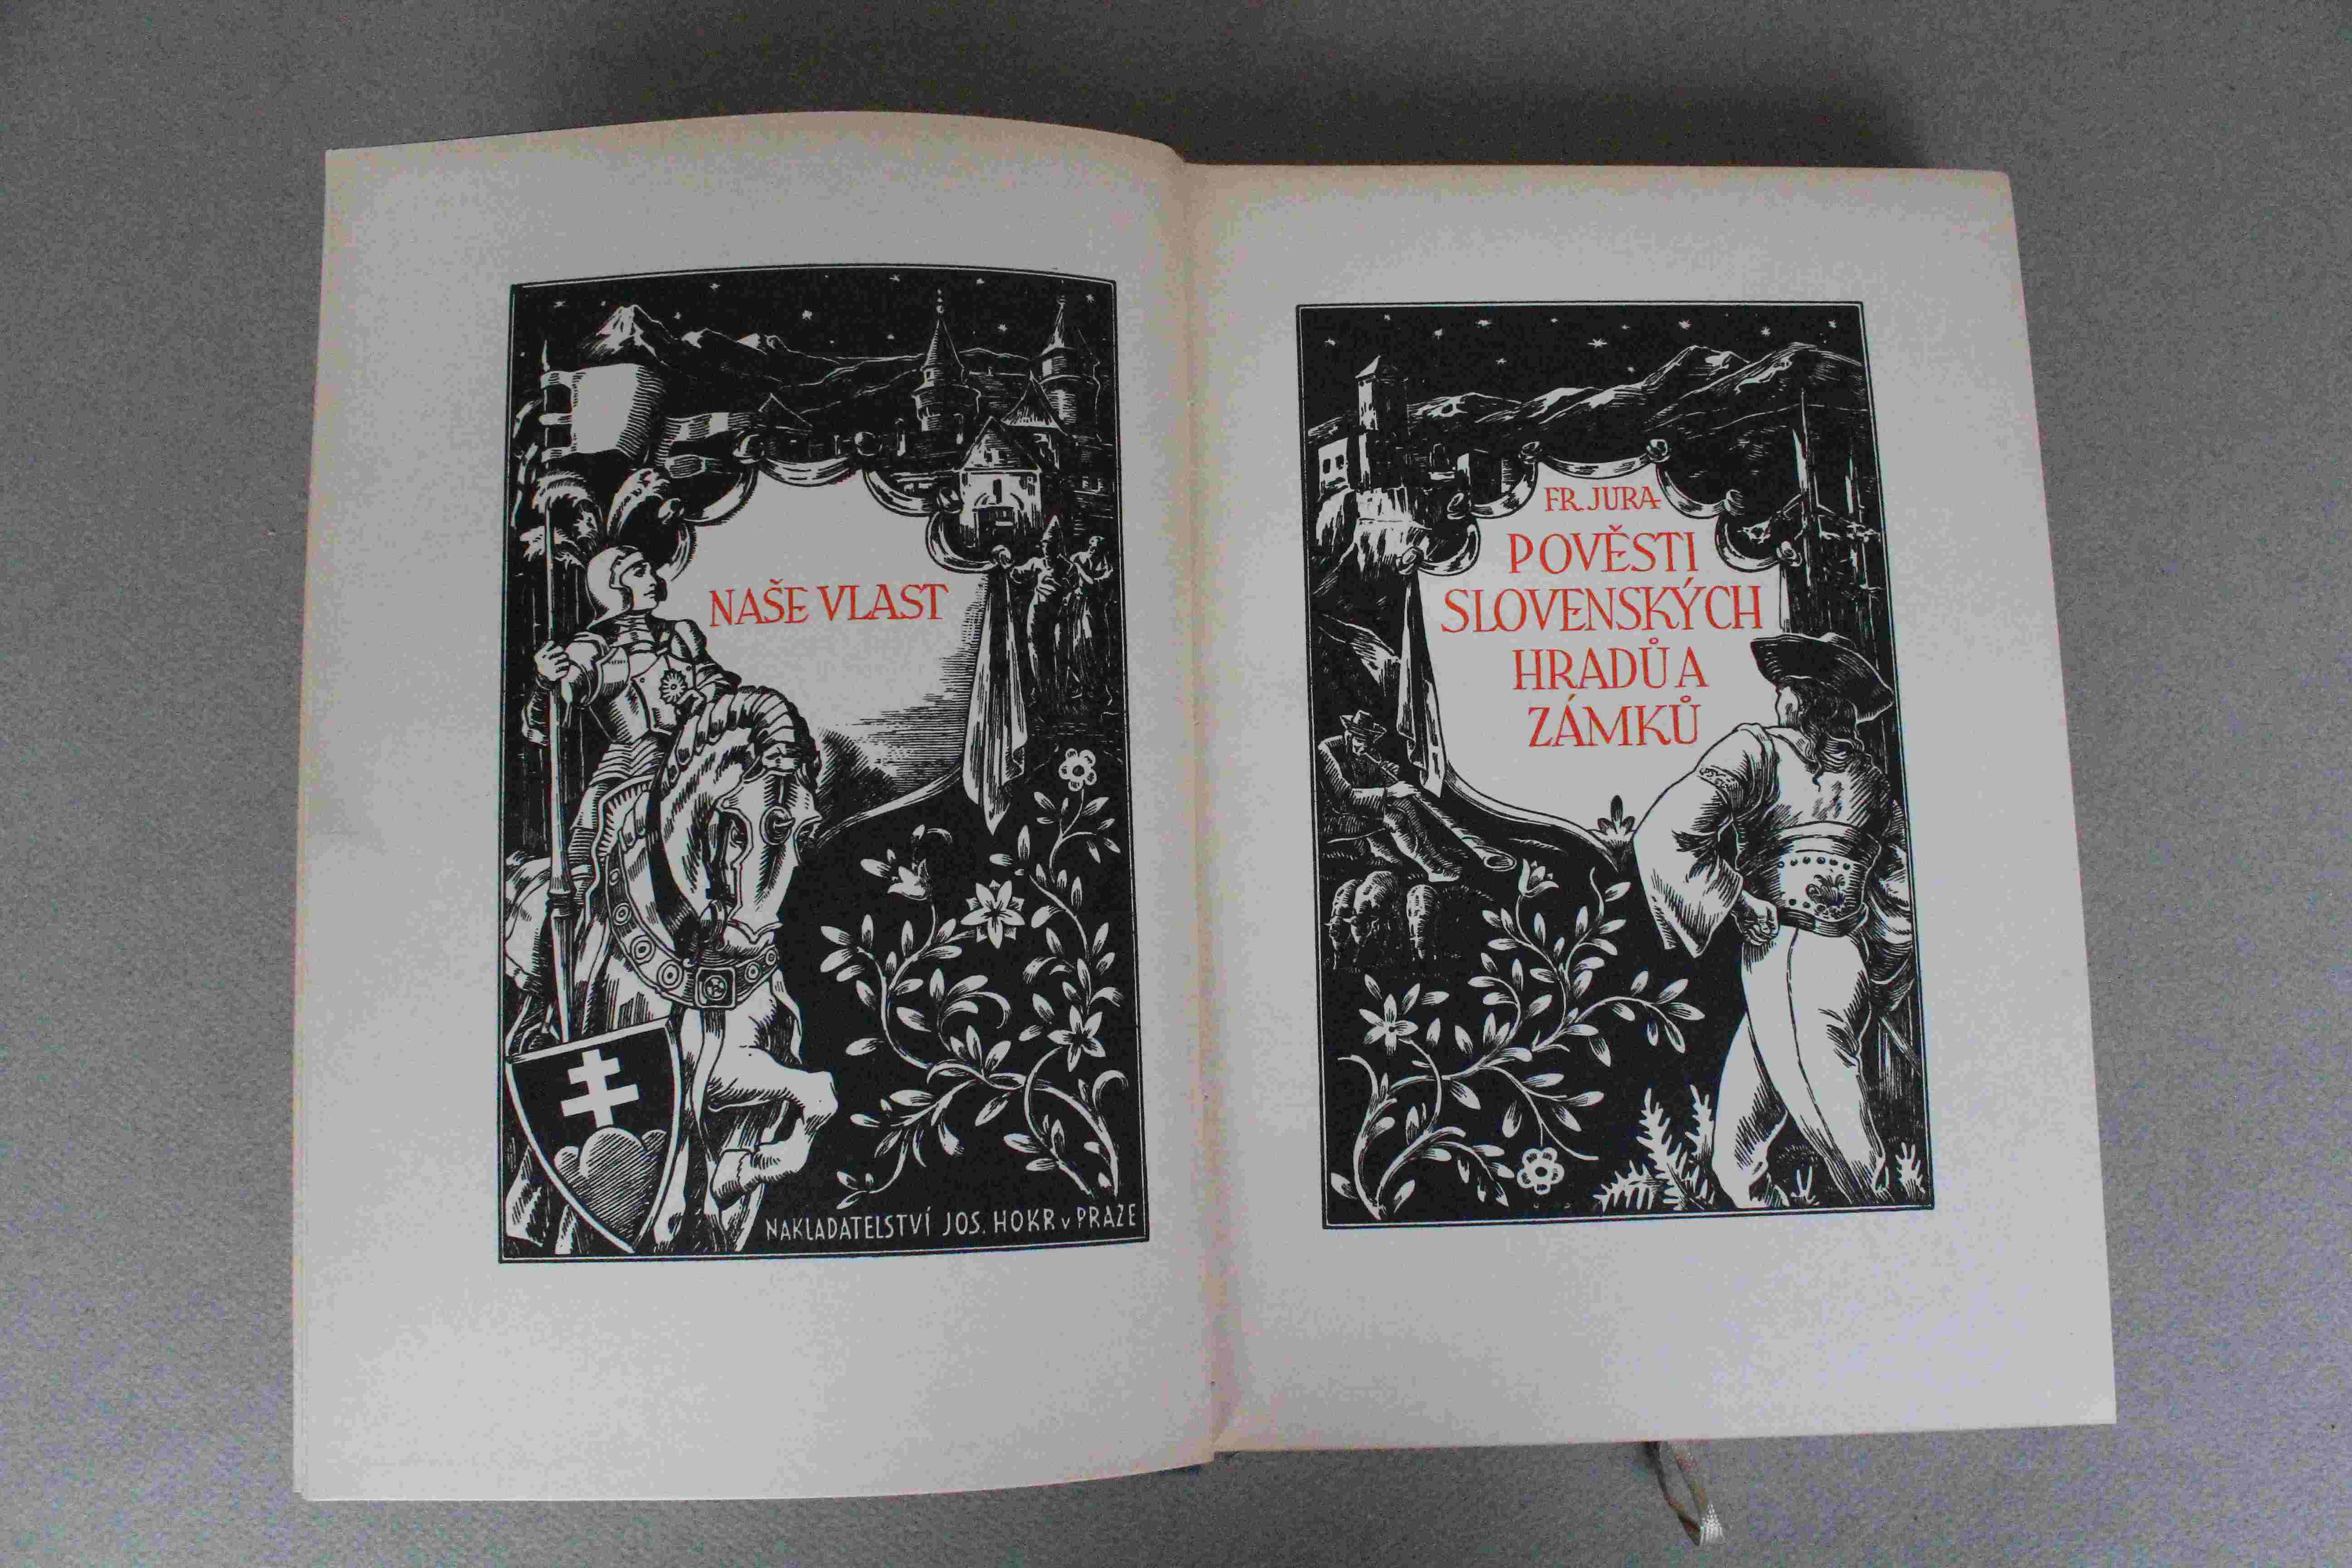 NAŠE VLAST
NAKLADATELSTVÍ JOS. HOKR v PRAZE
FR. JURA
POVĚSTI
SLOVENSKÝCH
HRADŮ A
ZÁMKŮ